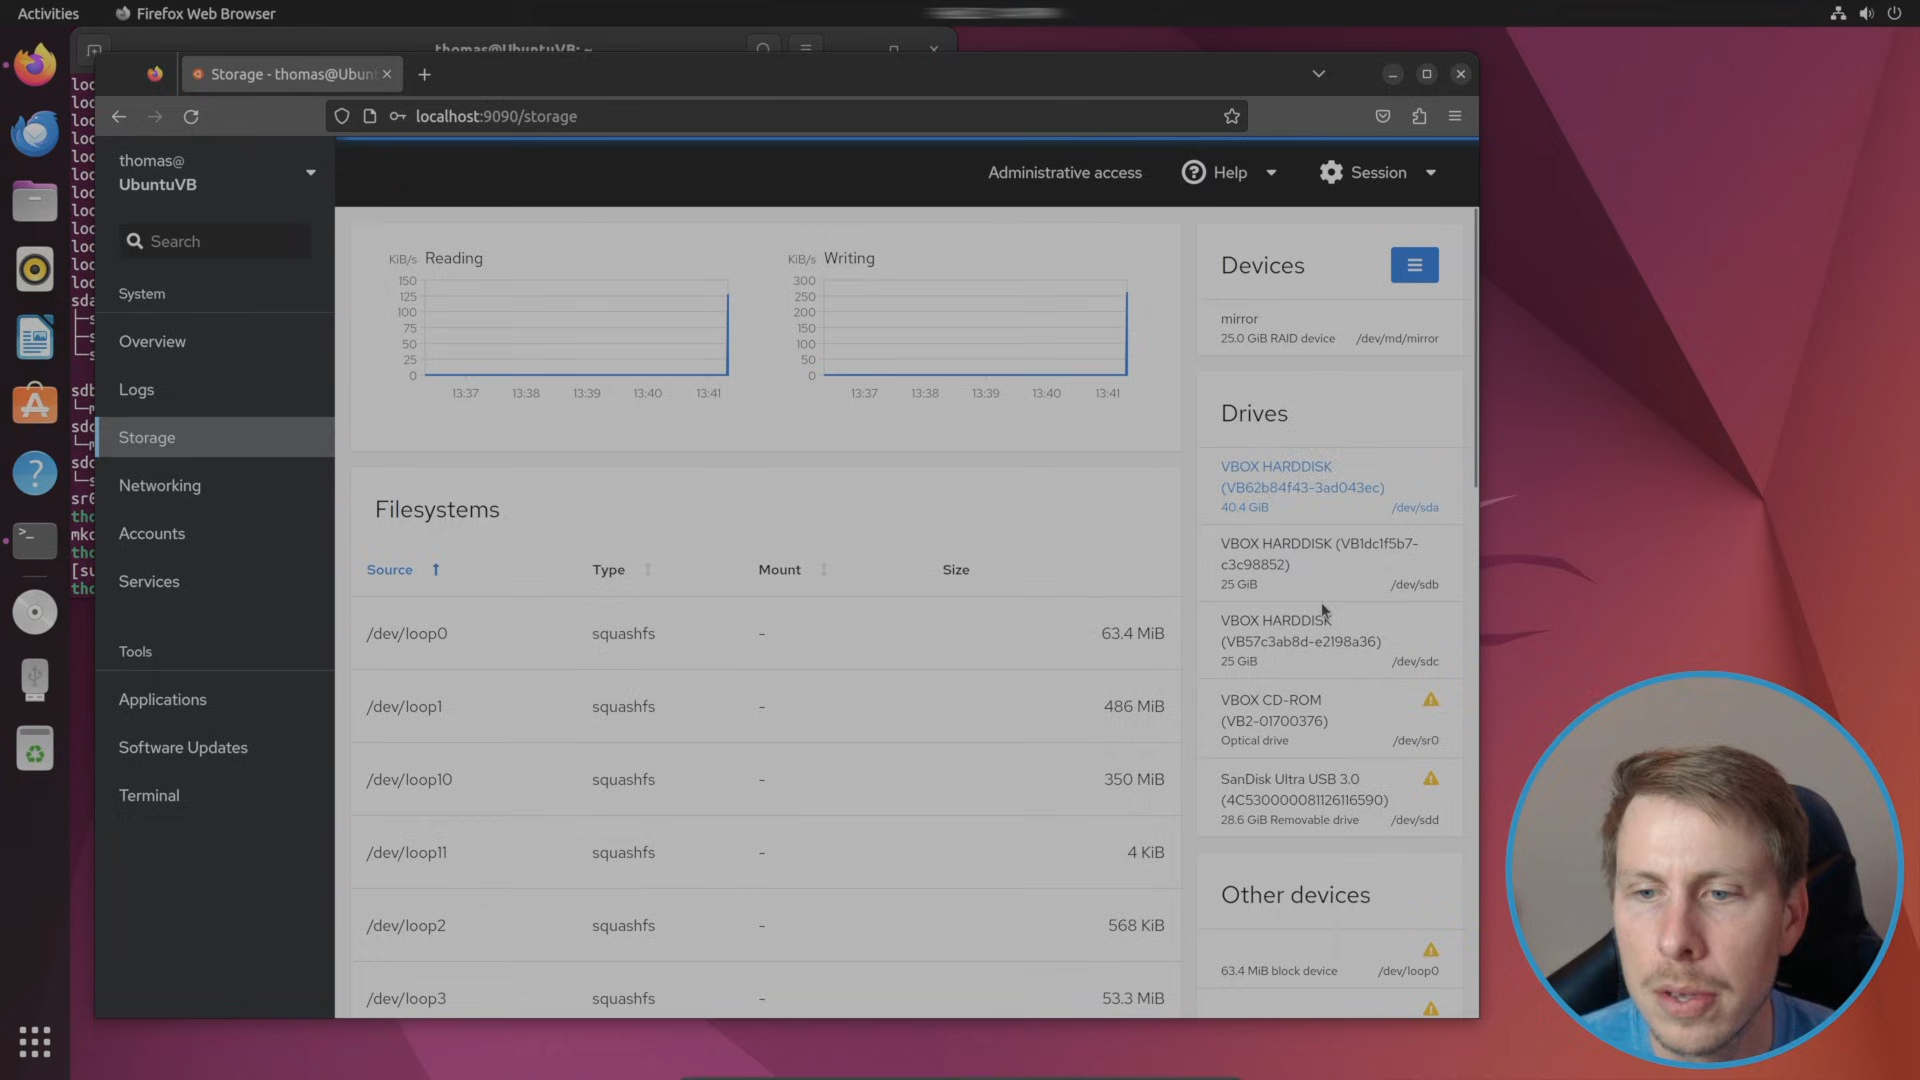 Activities
Firefox Web Browser
thomas@UbuntuVB: ~
Storage - thomas@Ubunt
localhost:9090/storage
thomas@
UbuntuVB
Search
System
Overview
Logs
Storage
Networking
Accounts
Services
Tools
Applications
Software Updates
Terminal
Administrative access
Help
Session
KiB/s Reading
150
125
100
75
50
25
0
13:37 13:38 13:39 13:40 13:41
KiB/s Writing
300
250
200
150
100
50
0
13:37 13:38 13:39 13:40 13:41
Filesystems
Source Type Mount Size
/dev/loop0 squashfs - 63.4 MiB
/dev/loop1 squashfs - 486 MiB
/dev/loop10 squashfs - 350 MiB
/dev/loop11 squashfs - 4 KiB
/dev/loop2 squashfs - 568 KiB
/dev/loop3 squashfs - 53.3 MiB
Devices
mirror
25.0 GiB RAID device /dev/md/mirror
Drives
VBOX HARDDISK
(VB62b84f43-3ad043ec)
40.4 GiB /dev/sda
VBOX HARDDISK (VB1dc1f5b7-
c3c98852)
25 GiB /dev/sdb
VBOX HARDDISK
(VB57c3ab8d-e2198a36)
25 GiB /dev/sdc
VBOX CD-ROM
(VB2-01700376)
Optical drive /dev/sr0
SanDisk Ultra USB 3.0
(4C530000081126116590)
28.6 GiB Removable drive /dev/sdd
Other devices
63.4 MiB block device /dev/loop0